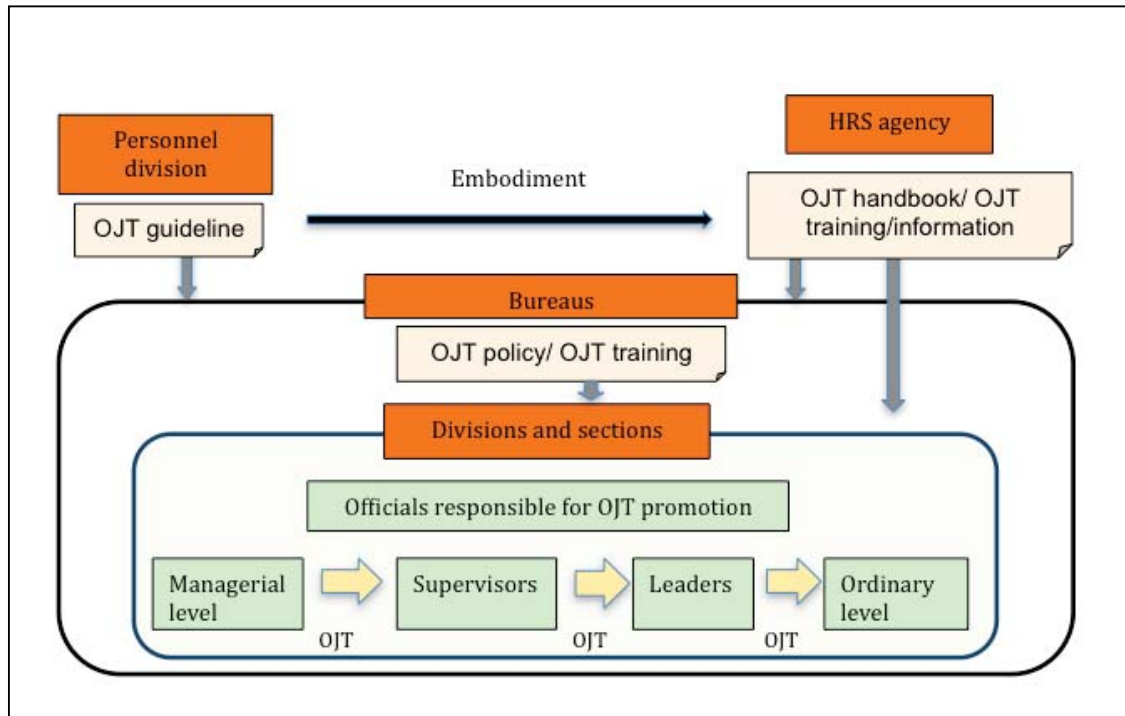 Personnel
division
HRS agency
OJT guideline
Embodiment
OJT handbook/ OJT
training/information
Bureaus
OJT policy/ OJT training
Divisions and sections
Officials responsible for OJT promotion
Managerial
level
Supervisors
Leaders
Ordinary
level
OJT
OJT
OJT